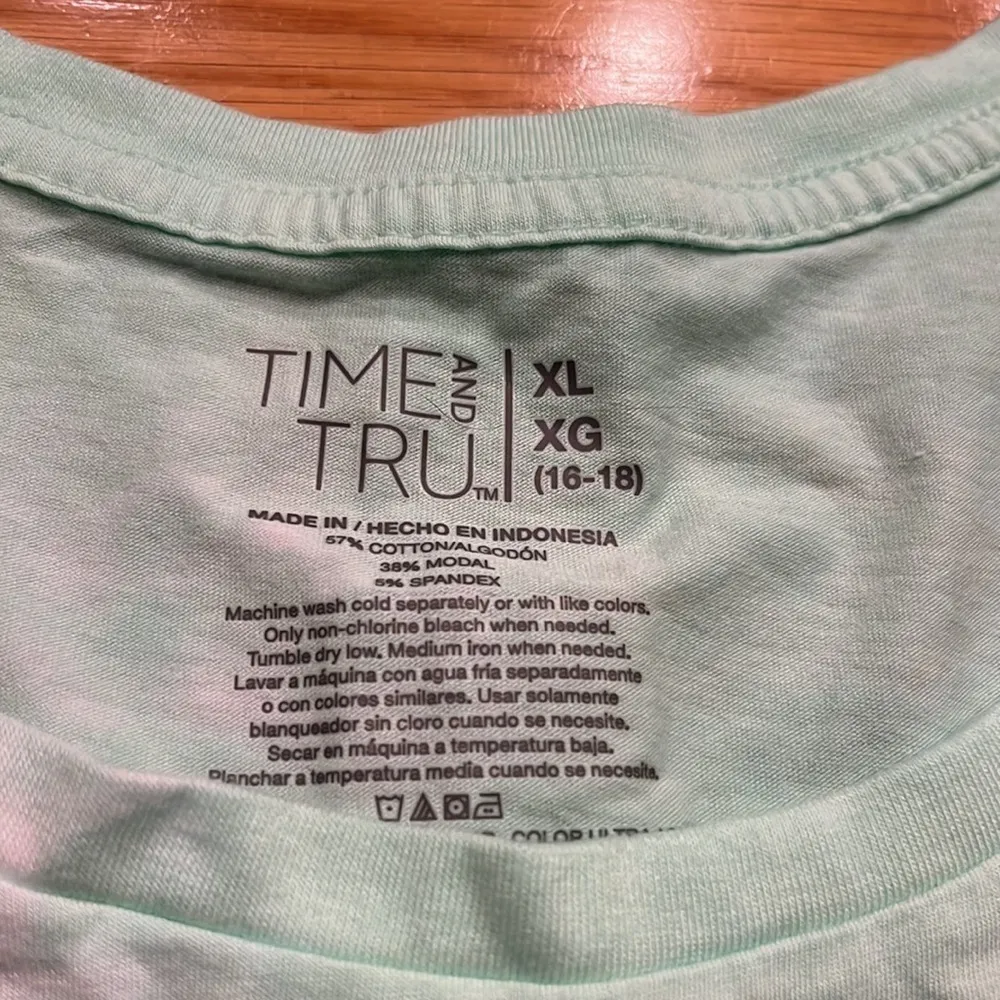 TIME AND
TRU™
XL
XG
(16-18)
MADE IN / HECHO EN INDONESIA
57% COTTON/ALGODÓN
38% MODAL
5% SPANDEX
Machine wash cold separately or with like colors.
Only non-chlorine bleach when needed.
Tumble dry low. Medium iron when needed.
Lavar a máquina con agua fría separadamente
o con colores similares. Usar solamente
blanqueador sin cloro cuando se necesite.
Secar en máquina a temperatura baja.
Planchar a temperatura media cuando se necesita.
COLOR